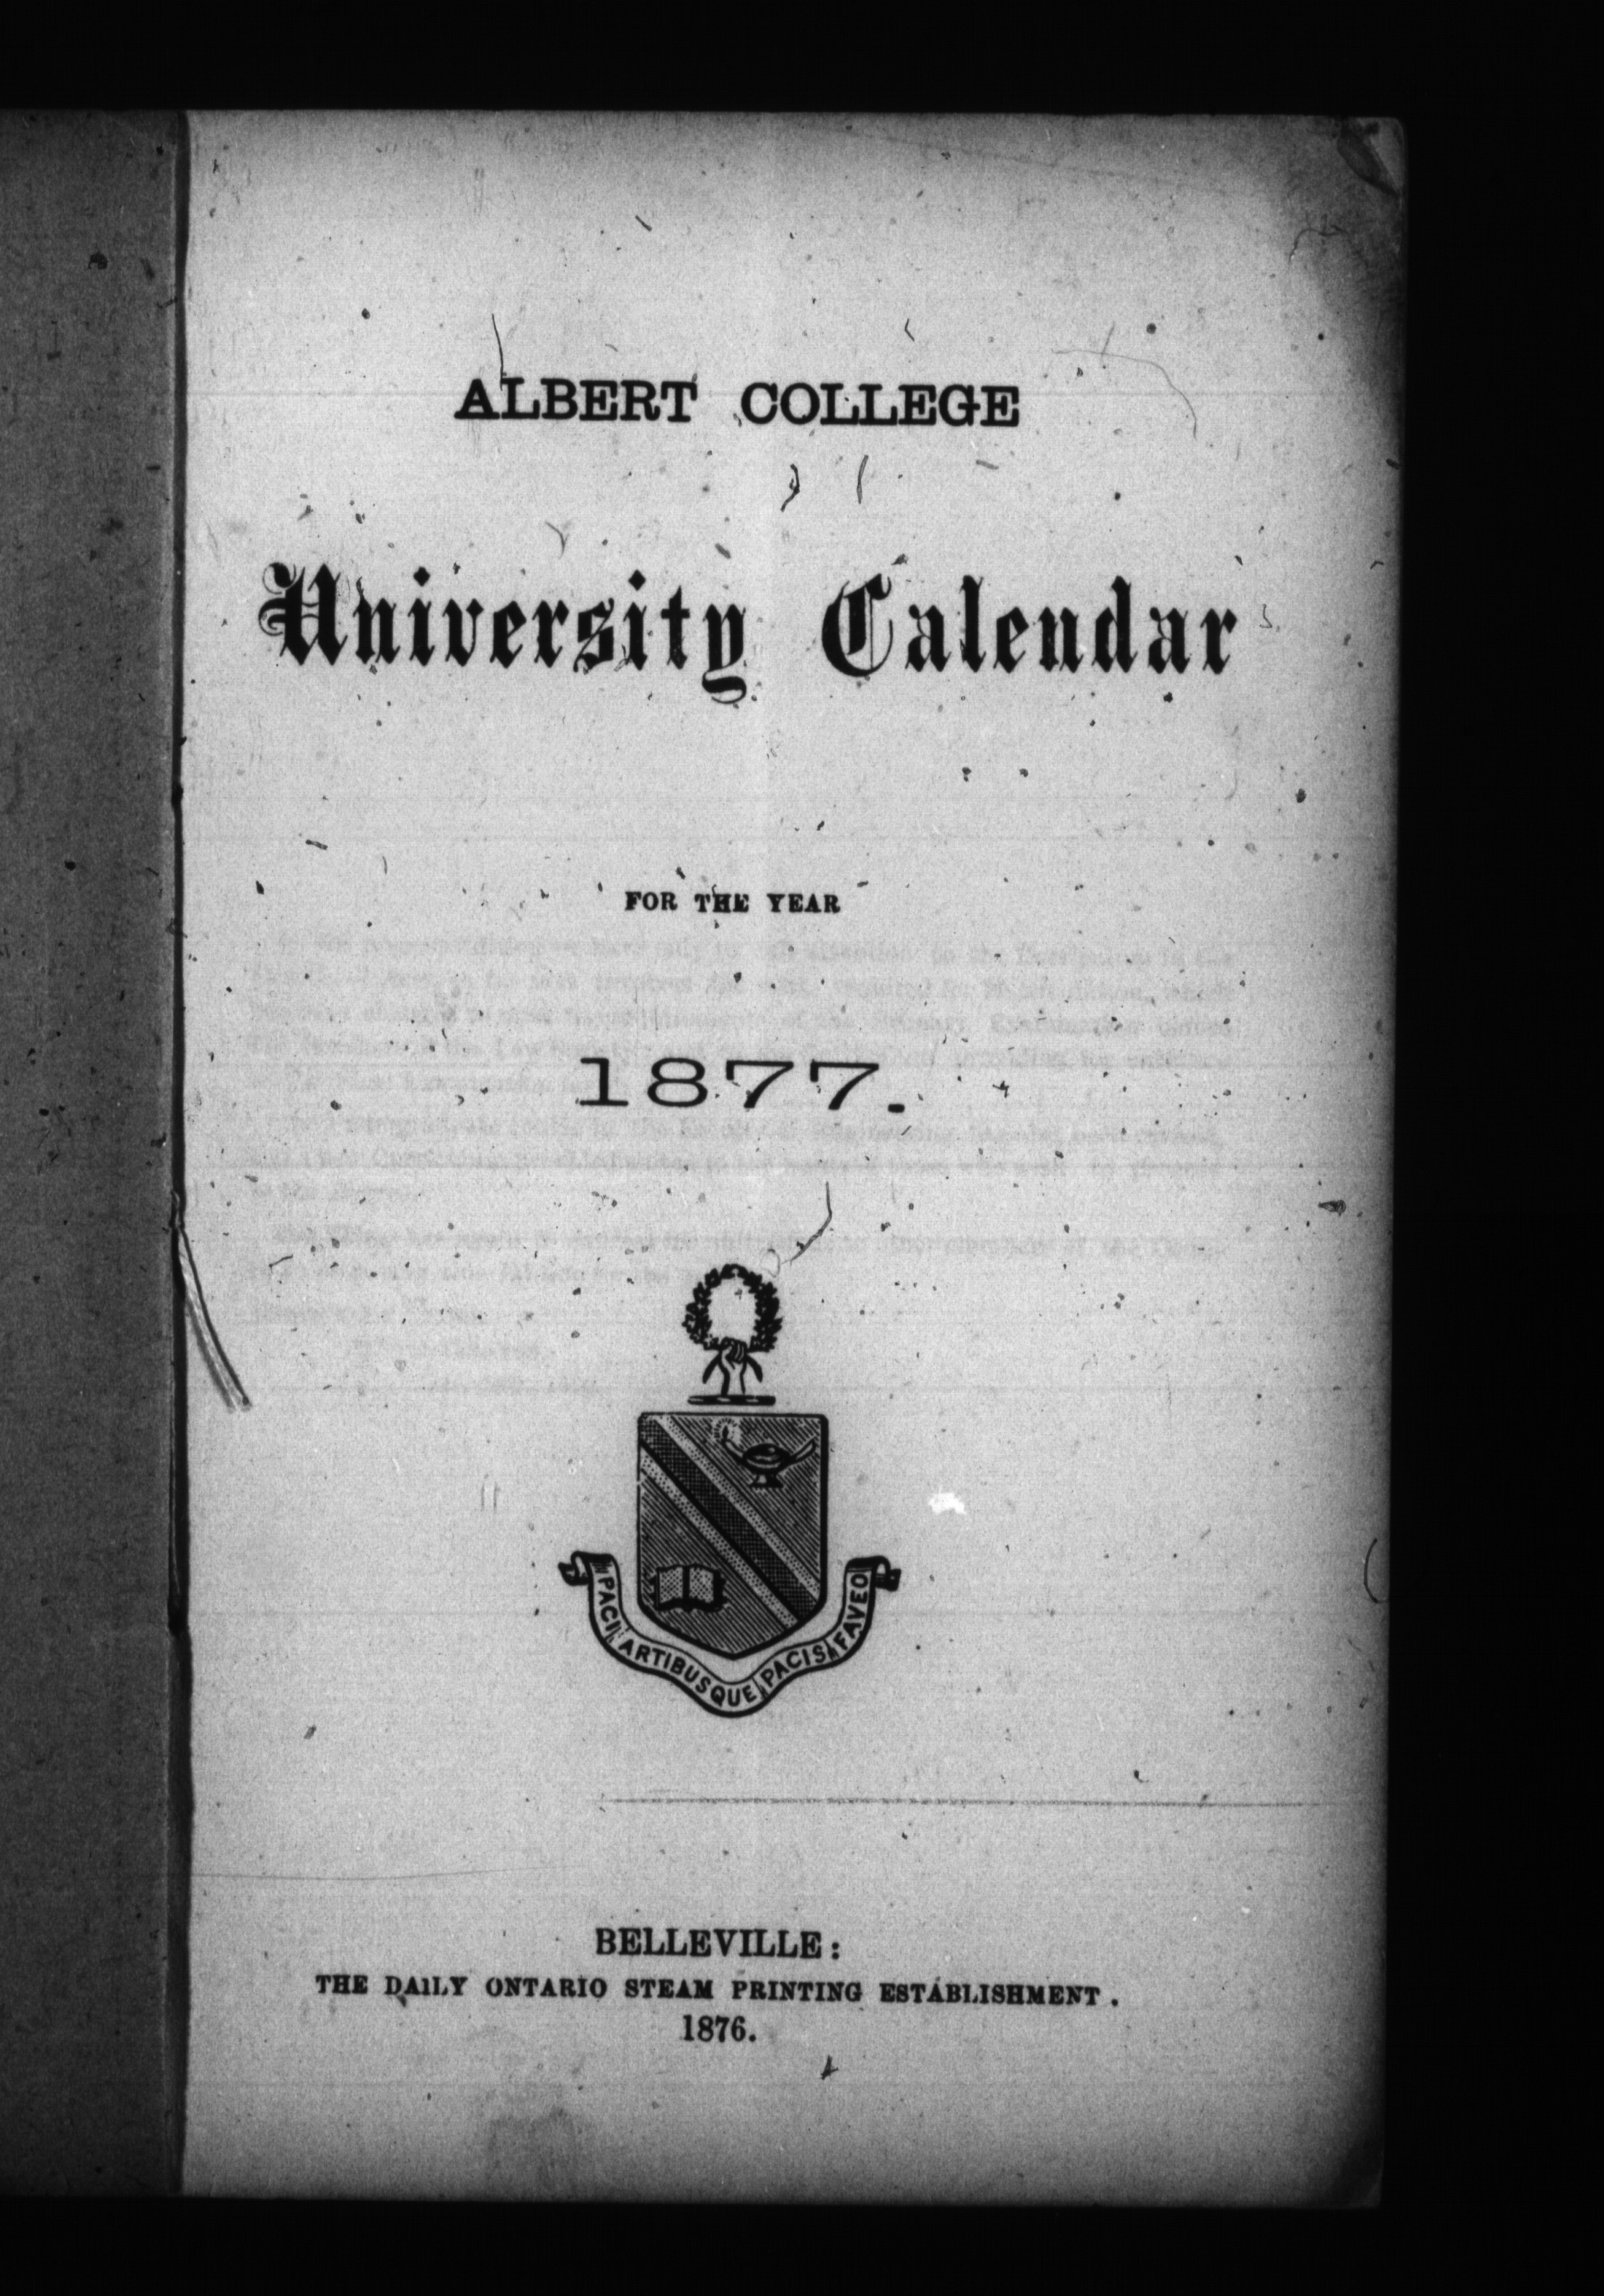 ALBERT COLLEGE
University Calendar
FOR THE YEAR
1877.
PACI ARTIBUSQUE PACIS FAVEO
BELLEVILLE:
THE DAILY ONTARIO STEAM PRINTING ESTABLISHMENT.
1876.